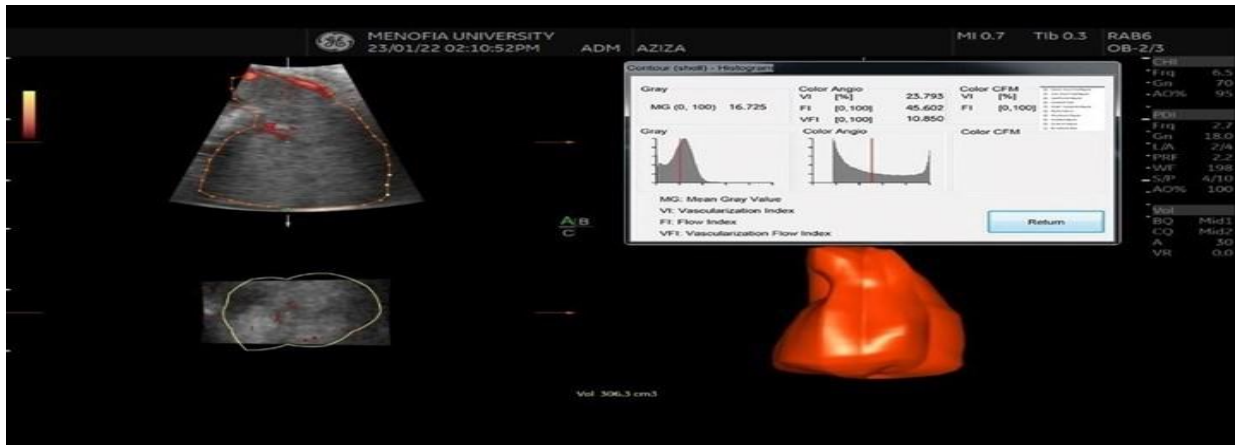 MENOFIA UNIVERSITY
23/01/22 02:10:52PM ADM AZIZA
MI 0.7 TIb 0.3 RAB6
OB-2/3
Contour (shell) - Histogram
Gray
MG (0, 100) 16.725
Color Angio
VI [%] 23.793
FI [0,100] 45.602
VFI [0,100] 10.850
Color CFM
VI [%]
FI [0,100]
Gray
Color Angio
Color CFM
MG: Mean Gray Value
VI: Vascularization Index
FI: Flow Index
VFI: Vascularization Flow Index
Return
CHI
Frq 6.5
Gn 70
AO% 95
PDI
Frq 2.7
Gn 18.0
L/A 2/4
PRF 2.2
WF 198
S/P 4/10
AO% 100
Vol
BQ Mid1
CQ Mid2
A 30
VR 0.0
A B
C
Vol 306.3 cm3